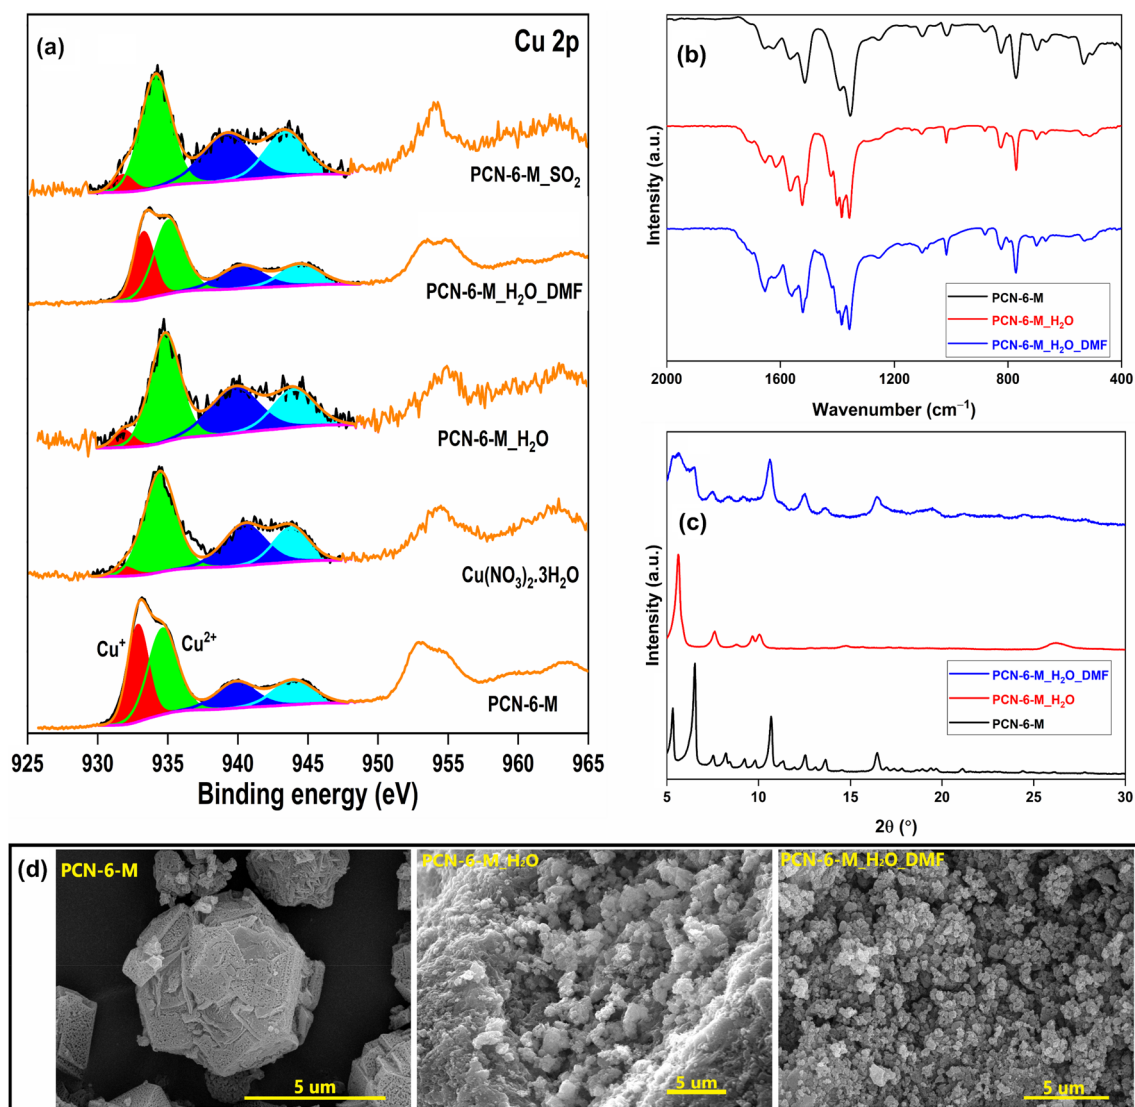 (a)
Cu 2p
PCN-6-M_SO₂
PCN-6-M_H₂O_DMF
PCN-6-M_H₂O
Cu(NO₃)₂.3H₂O
Cu⁺
Cu²⁺
PCN-6-M
925 930 935 940 945 950 955 960 965
Binding energy (eV)
(b)
Intensity (a.u.)
PCN-6-M
PCN-6-M_H₂O
PCN-6-M_H₂O_DMF
2000 1600 1200 800 400
Wavenumber (cm⁻¹)
(c)
Intensity (a.u.)
PCN-6-M_H₂O_DMF
PCN-6-M_H₂O
PCN-6-M
5 10 15 20 25 30
2θ (°)
(d)
PCN-6-M
5 um
PCN-6-M_H₂O
5 um
PCN-6-M_H₂O_DMF
5 um